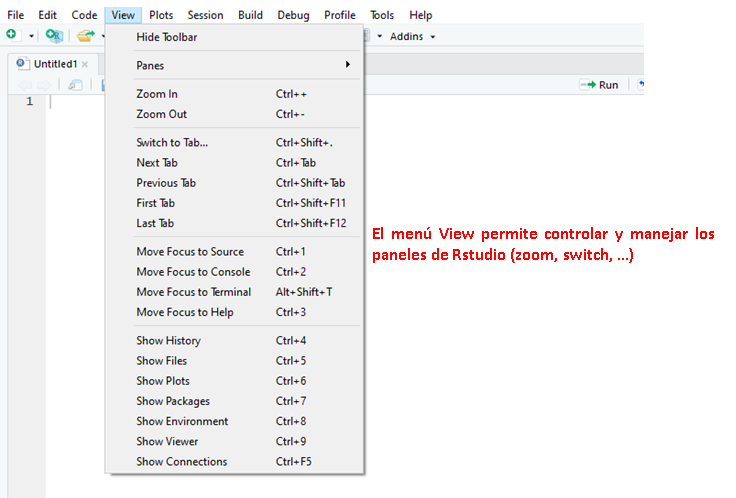 File Edit Code View Plots Session Build Debug Profile Tools Help
Addins
Untitled1
Run
1
Hide Toolbar
Panes
Zoom In Ctrl++
Zoom Out Ctrl+-
Switch to Tab... Ctrl+Shift+.
Next Tab Ctrl+Tab
Previous Tab Ctrl+Shift+Tab
First Tab Ctrl+Shift+F11
Last Tab Ctrl+Shift+F12
Move Focus to Source Ctrl+1
Move Focus to Console Ctrl+2
Move Focus to Terminal Alt+Shift+T
Move Focus to Help Ctrl+3
Show History Ctrl+4
Show Files Ctrl+5
Show Plots Ctrl+6
Show Packages Ctrl+7
Show Environment Ctrl+8
Show Viewer Ctrl+9
Show Connections Ctrl+F5
El menú View permite controlar y manejar los
paneles de Rstudio (zoom, switch, ...)